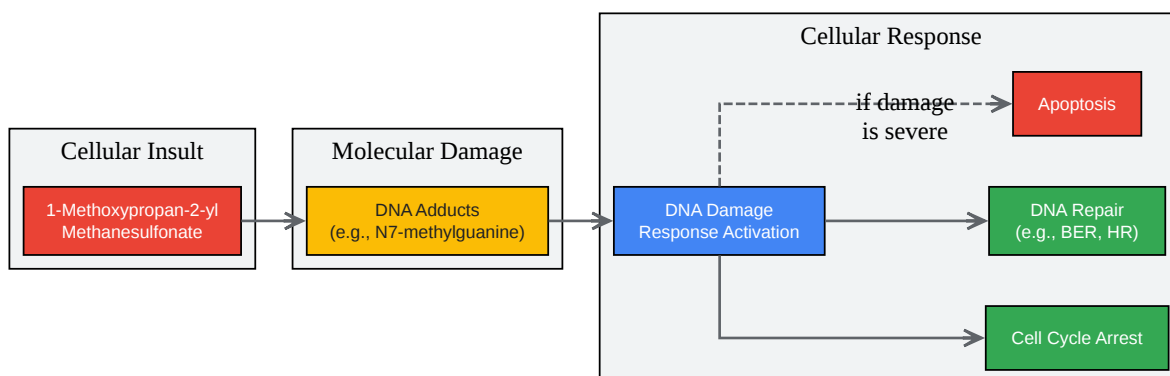 Cellular Response
if damage
is severe
Apoptosis
Cellular Insult
Molecular Damage
1-Methoxypropan-2-yl
Methanesulfonate
DNA Adducts
(e.g., N7-methylguanine)
DNA Damage
Response Activation
DNA Repair
(e.g., BER, HR)
Cell Cycle Arrest